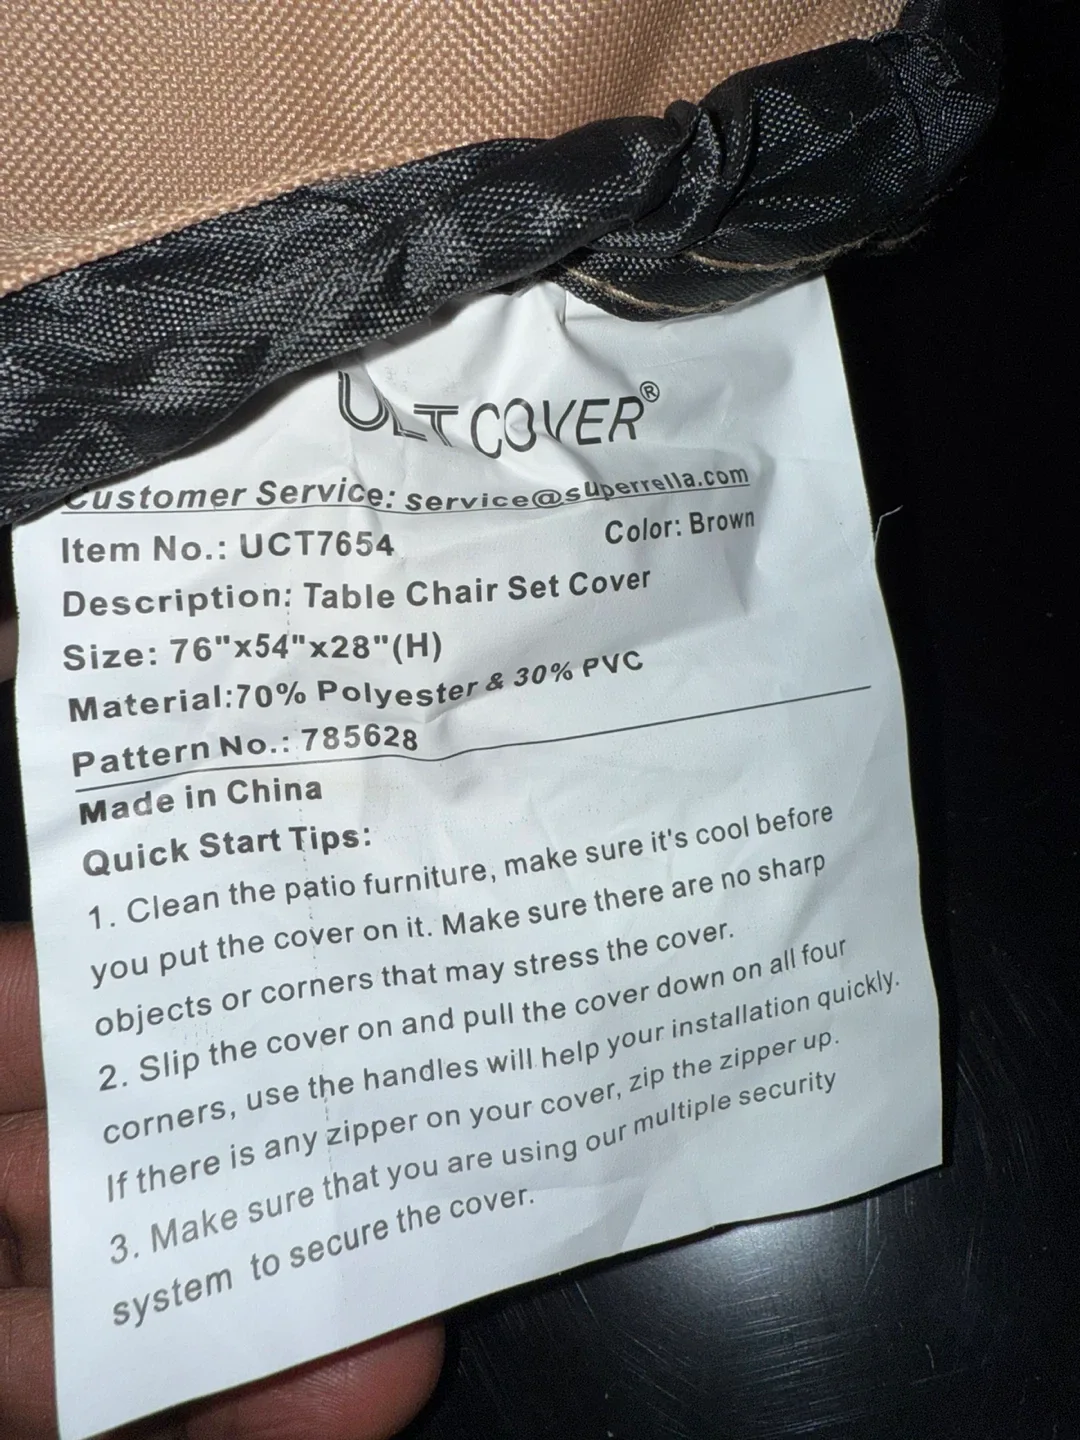 ULTCOVER®
Customer Service: service@superrella.com
Item No.: UCT7654 Color: Brown
Description: Table Chair Set Cover
Size: 76"x54"x28"(H)
Material:70% Polyester & 30% PVC
Pattern No.: 785628
Made in China
Quick Start Tips:
1. Clean the patio furniture, make sure it's cool before
you put the cover on it. Make sure there are no sharp
objects or corners that may stress the cover.
2. Slip the cover on and pull the cover down on all four
corners, use the handles will help your installation quickly.
If there is any zipper on your cover, zip the zipper up.
3. Make sure that you are using our multiple security
system to secure the cover.